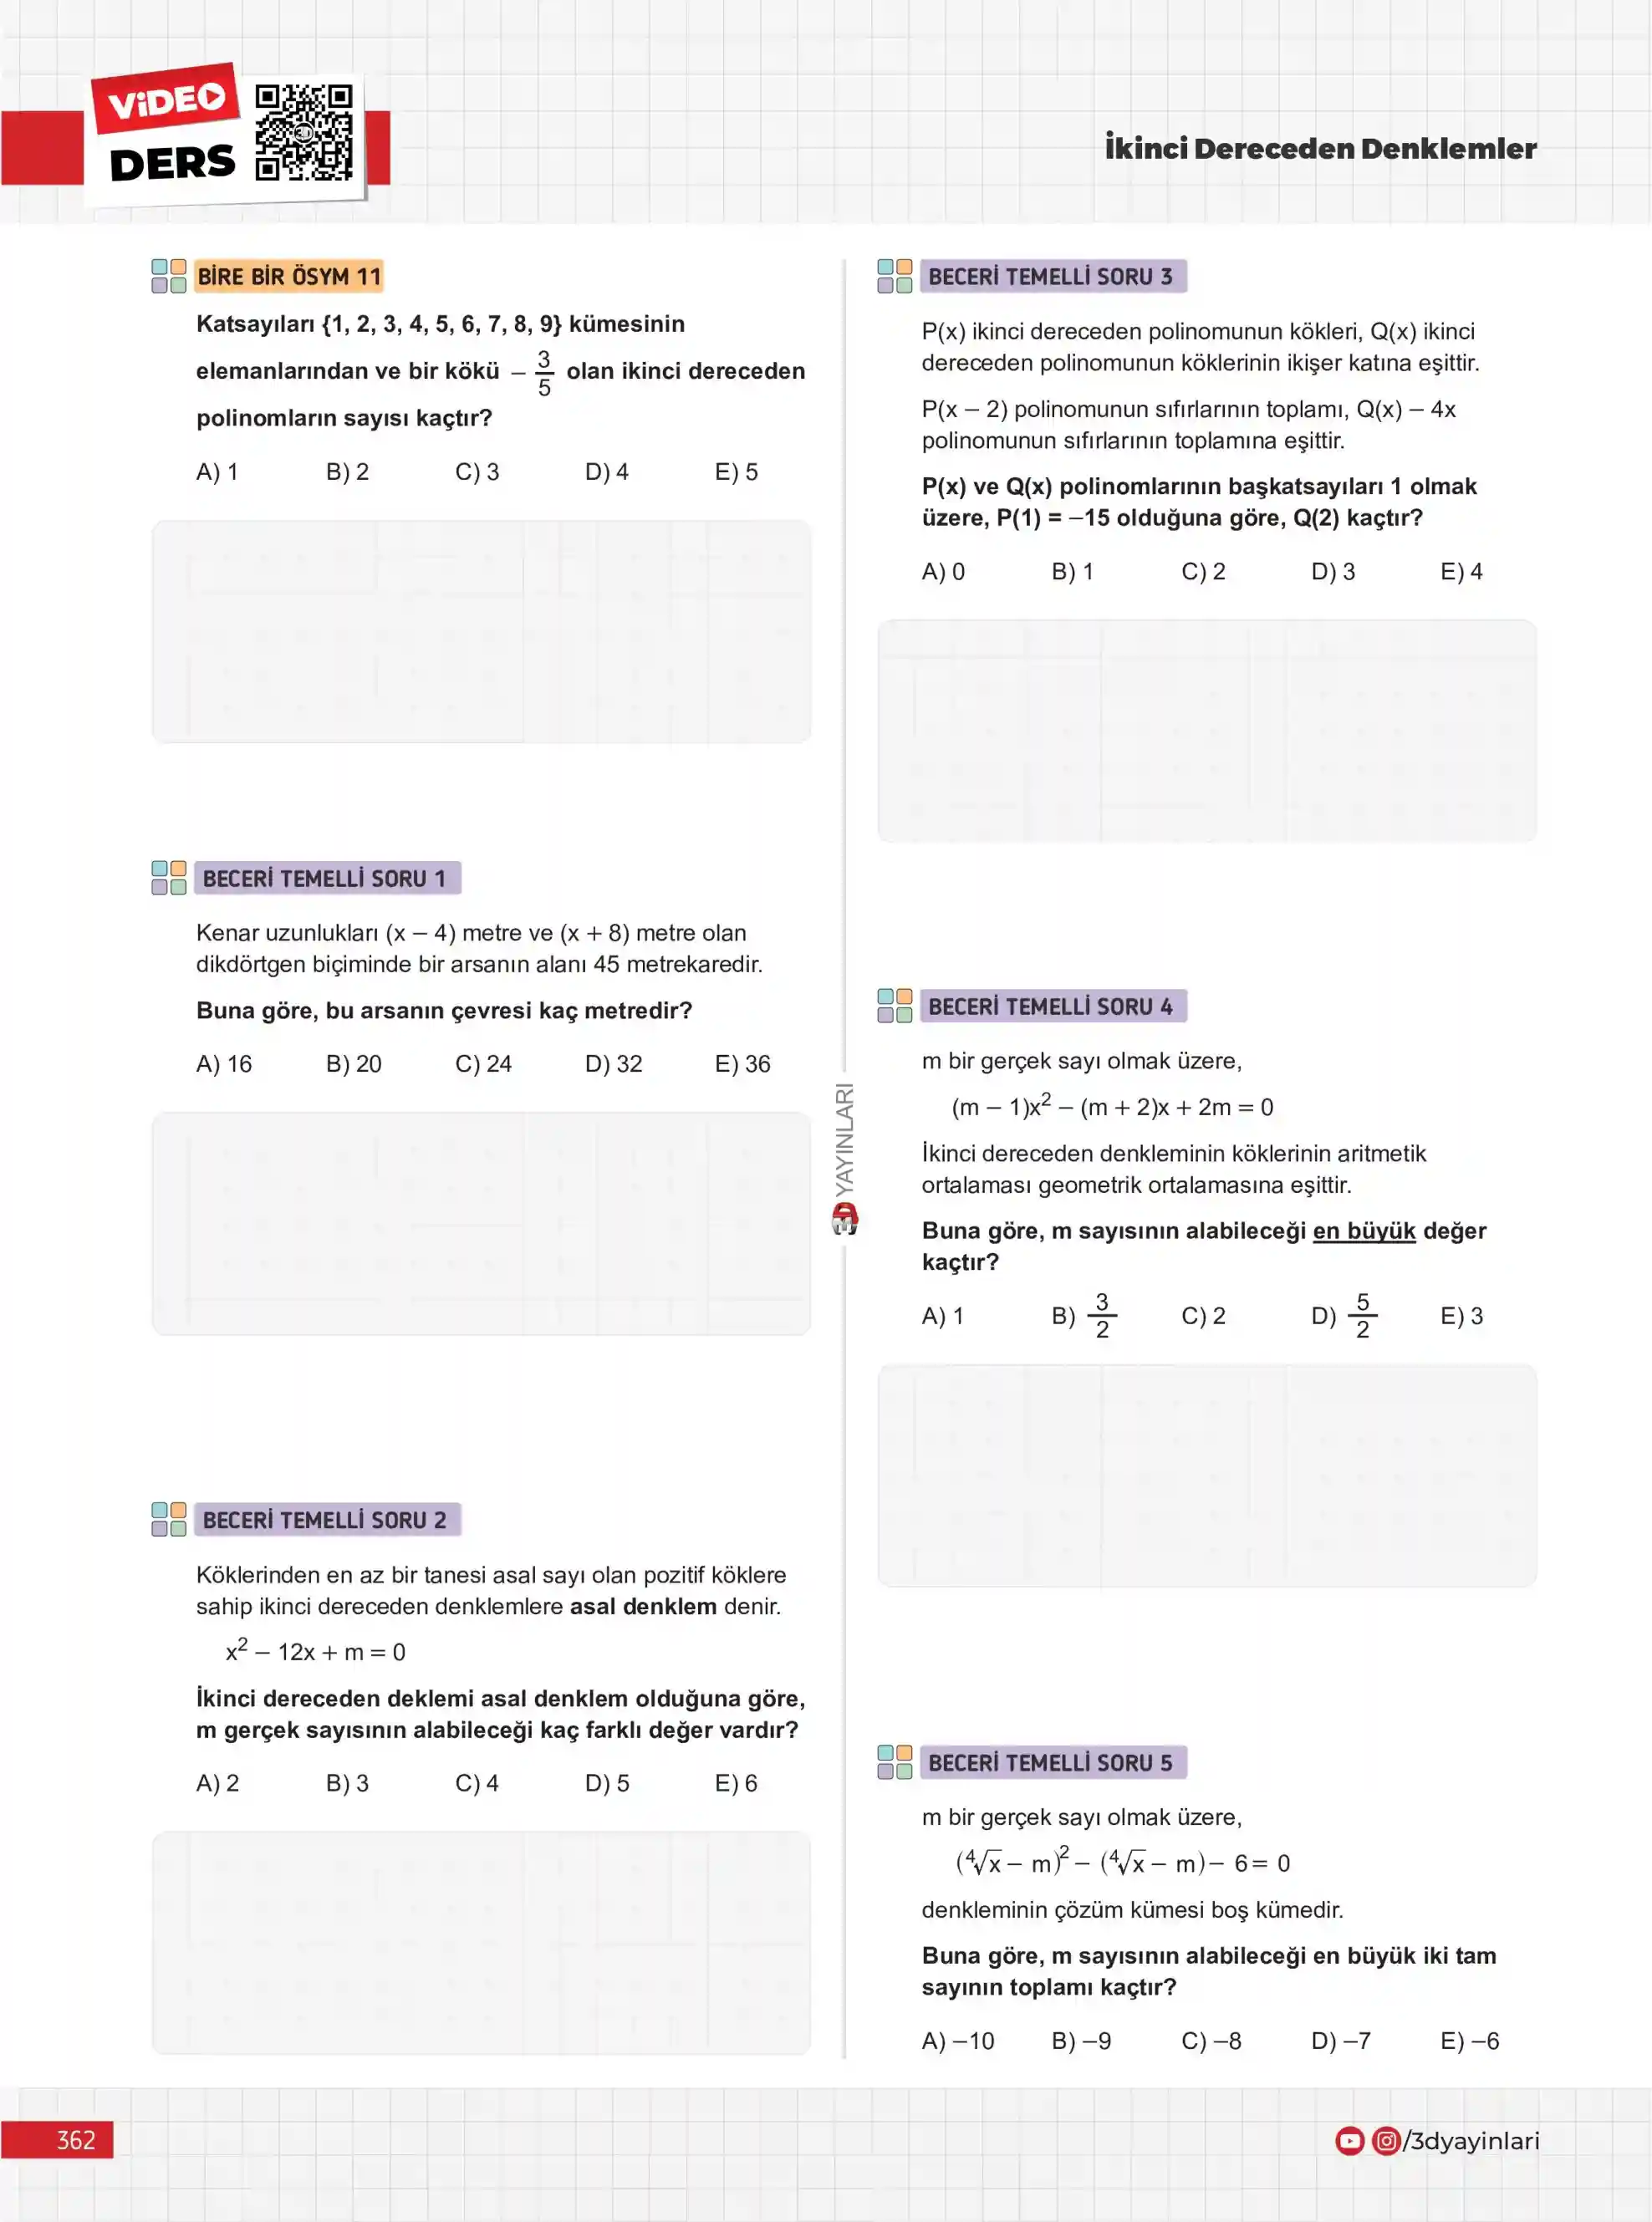 VİDEO
DERS
İkinci Dereceden Denklemler
BİRE BİR ÖSYM 11
Katsayıları {1, 2, 3, 4, 5, 6, 7, 8, 9} kümesinin
elemanlarından ve bir kökü − 3/5 olan ikinci dereceden
polinomların sayısı kaçtır?
A) 1 B) 2 C) 3 D) 4 E) 5
BECERİ TEMELLİ SORU 1
Kenar uzunlukları (x − 4) metre ve (x + 8) metre olan
dikdörtgen biçiminde bir arsanın alanı 45 metrekaredir.
Buna göre, bu arsanın çevresi kaç metredir?
A) 16 B) 20 C) 24 D) 32 E) 36
BECERİ TEMELLİ SORU 2
Köklerinden en az bir tanesi asal sayı olan pozitif köklere
sahip ikinci dereceden denklemlere asal denklem denir.
x² − 12x + m = 0
İkinci dereceden deklemi asal denklem olduğuna göre,
m gerçek sayısının alabileceği kaç farklı değer vardır?
A) 2 B) 3 C) 4 D) 5 E) 6
YAYINLARI
BECERİ TEMELLİ SORU 3
P(x) ikinci dereceden polinomunun kökleri, Q(x) ikinci
dereceden polinomunun köklerinin ikişer katına eşittir.
P(x − 2) polinomunun sıfırlarının toplamı, Q(x) − 4x
polinomunun sıfırlarının toplamına eşittir.
P(x) ve Q(x) polinomlarının başkatsayıları 1 olmak
üzere, P(1) = −15 olduğuna göre, Q(2) kaçtır?
A) 0 B) 1 C) 2 D) 3 E) 4
BECERİ TEMELLİ SORU 4
m bir gerçek sayı olmak üzere,
(m − 1)x² − (m + 2)x + 2m = 0
İkinci dereceden denkleminin köklerinin aritmetik
ortalaması geometrik ortalamasına eşittir.
Buna göre, m sayısının alabileceği en büyük değer
kaçtır?
A) 1 B) 3/2 C) 2 D) 5/2 E) 3
BECERİ TEMELLİ SORU 5
m bir gerçek sayı olmak üzere,
(⁴√x − m)² − (⁴√x − m) − 6 = 0
denkleminin çözüm kümesi boş kümedir.
Buna göre, m sayısının alabileceği en büyük iki tam
sayının toplamı kaçtır?
A) −10 B) −9 C) −8 D) −7 E) −6
362
/3dyayinlari